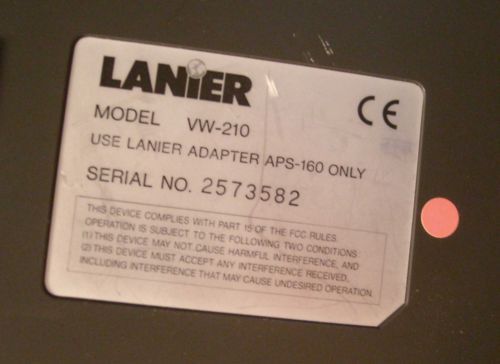 LANIER
CE
MODEL VW-210
USE LANIER ADAPTER APS-160 ONLY
SERIAL NO. 2573582
THIS DEVICE COMPLIES WITH PART 15 OF THE FCC RULES.
OPERATION IS SUBJECT TO THE FOLLOWING TWO CONDITIONS:
(1) THIS DEVICE MAY NOT CAUSE HARMFUL INTERFERENCE, AND
(2) THIS DEVICE MUST ACCEPT ANY INTERFERENCE RECEIVED,
INCLUDING INTERFERENCE THAT MAY CAUSE UNDESIRED OPERATION.